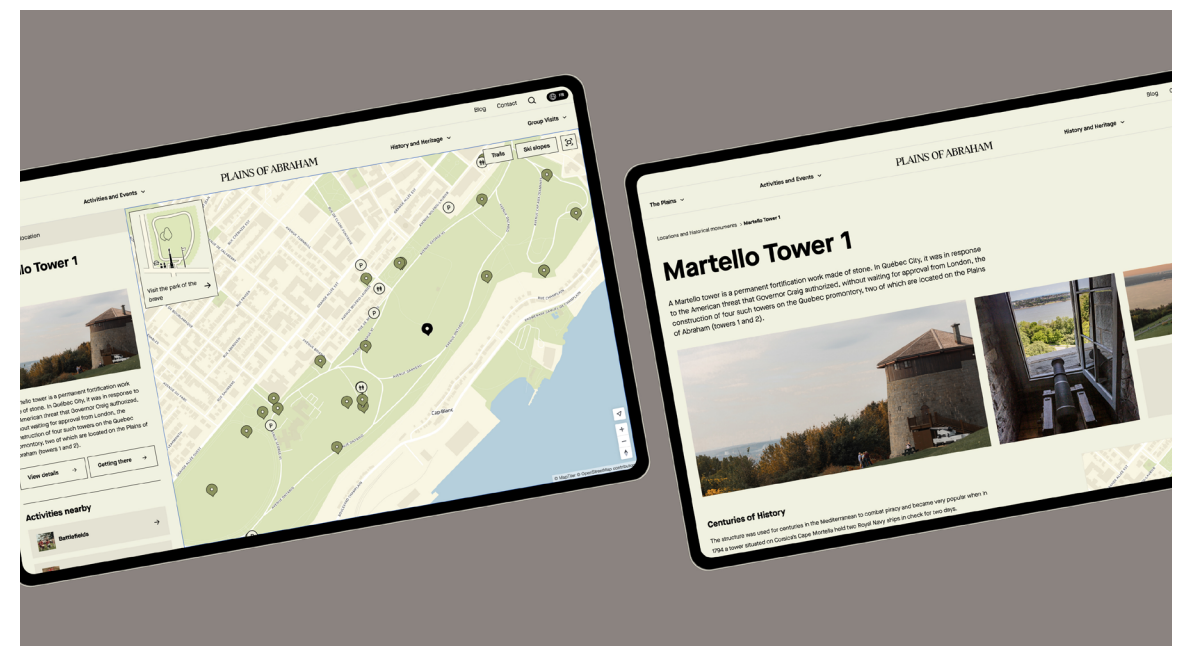 Blog
Contact
FR
Activities and Events
PLAINS OF ABRAHAM
History and Heritage
Group Visits
Trails
Ski slopes
Visit the park of the
brave
lo Tower 1
tello tower is a permanent fortification work
of stone. In Québec City, it was in response to
American threat that Governor Craig authorized,
out waiting for approval from London, the
nstruction of four such towers on the Quebec
omontory, two of which are located on the Plains of
braham (towers 1 and 2).
View details
Getting there
Activities nearby
Battlefields
Cap-Blanc
© MapTiler © OpenStreetMap contributors
Blog
The Plains
Activities and Events
PLAINS OF ABRAHAM
History and Heritage
Locations and historical monuments
Martello Tower 1
Martello Tower 1
A Martello tower is a permanent fortification work made of stone. In Québec City, it was in response
to the American threat that Governor Craig authorized, without waiting for approval from London, the
construction of four such towers on the Quebec promontory, two of which are located on the Plains
of Abraham (towers 1 and 2).
Centuries of History
The structure was used for centuries in the Mediterranean to combat piracy and became very popular when in
1794 a tower situated on Corsica's Cape Mortella held two Royal Navy ships in check for two days.